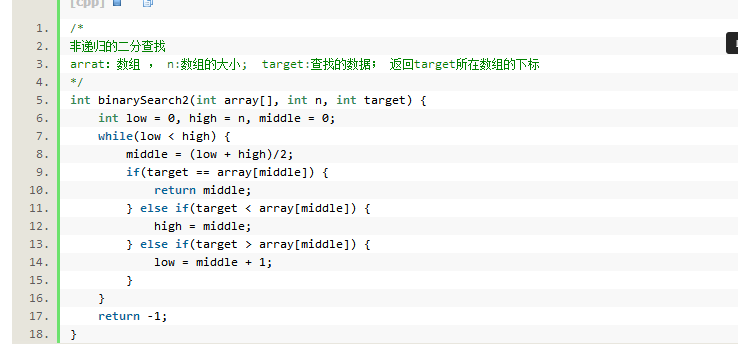 [cpp]
1. /*
2. 非递归的二分查找
3. arrat: 数组 , n:数组的大小; target:查找的数据; 返回target所在数组的下标
4. */
5. int binarySearch2(int array[], int n, int target) {
6. int low = 0, high = n, middle = 0;
7. while(low < high) {
8. middle = (low + high)/2;
9. if(target == array[middle]) {
10. return middle;
11. } else if(target < array[middle]) {
12. high = middle;
13. } else if(target > array[middle]) {
14. low = middle + 1;
15. }
16. }
17. return -1;
18. }